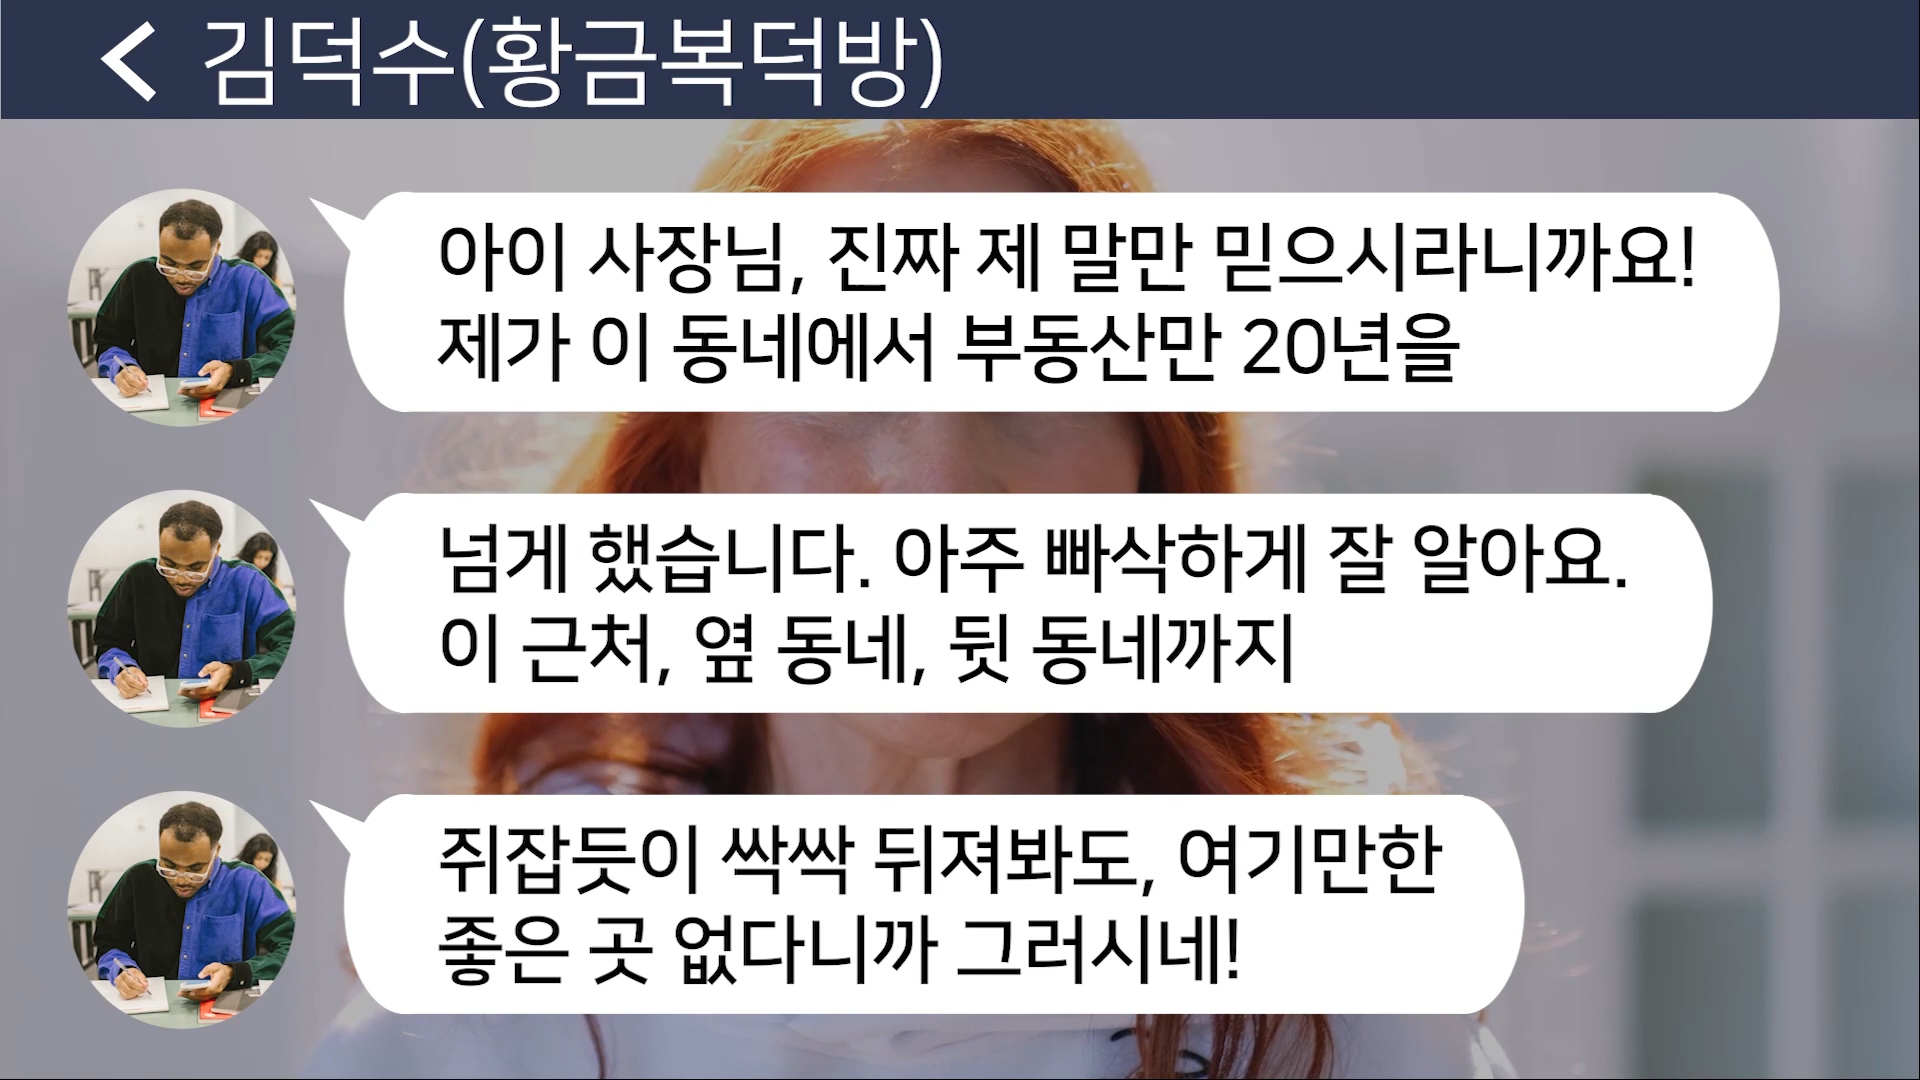 김덕수(황금복덕방)
아이 사장님, 진짜 제 말만 믿으시라니까요!
제가 이 동네에서 부동산만 20년을
넘게 했습니다. 아주 빠삭하게 잘 알아요.
이 근처, 옆 동네, 뒷 동네까지
쥐잡듯이 싹싹 뒤져봐도, 여기만한
좋은 곳 없다니까 그러시네!